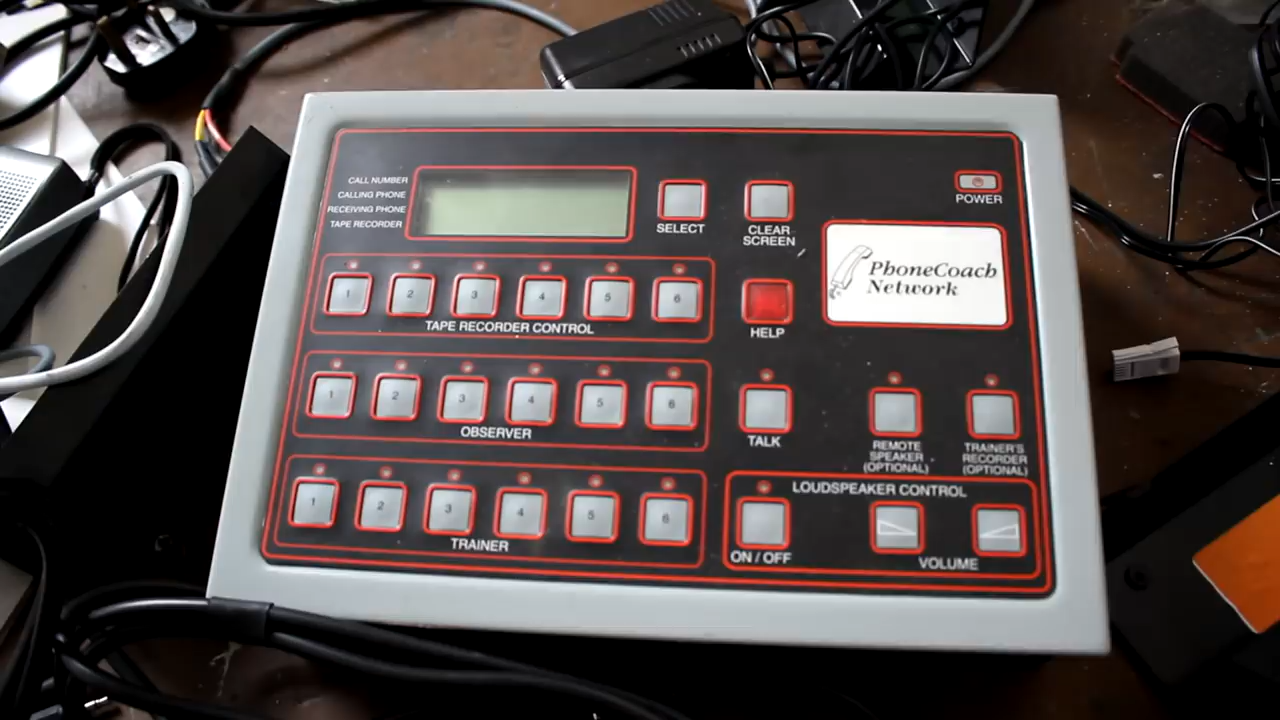 CALL NUMBER
CALLING PHONE
RECEIVING PHONE
TAPE RECORDER
SELECT
CLEAR
SCREEN
POWER
PhoneCoach
Network
1 2 3 4 5 6
TAPE RECORDER CONTROL
HELP
1 2 3 4 5 6
OBSERVER
TALK
REMOTE
SPEAKER
(OPTIONAL)
TRAINER'S
RECORDER
(OPTIONAL)
1 2 3 4 5 6
TRAINER
LOUDSPEAKER CONTROL
ON / OFF
VOLUME